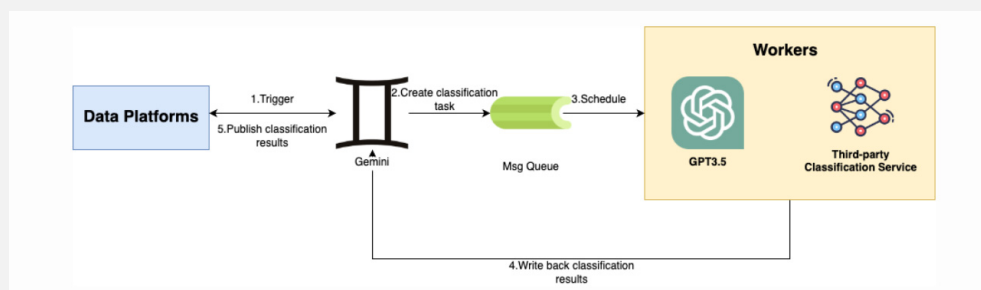 Workers
1.Trigger
2.Create classification
task
3.Schedule
Data Platforms
5.Publish classification
results
Gemini
Msg Queue
GPT3.5
Third-party
Classification Service
4.Write back classification
results